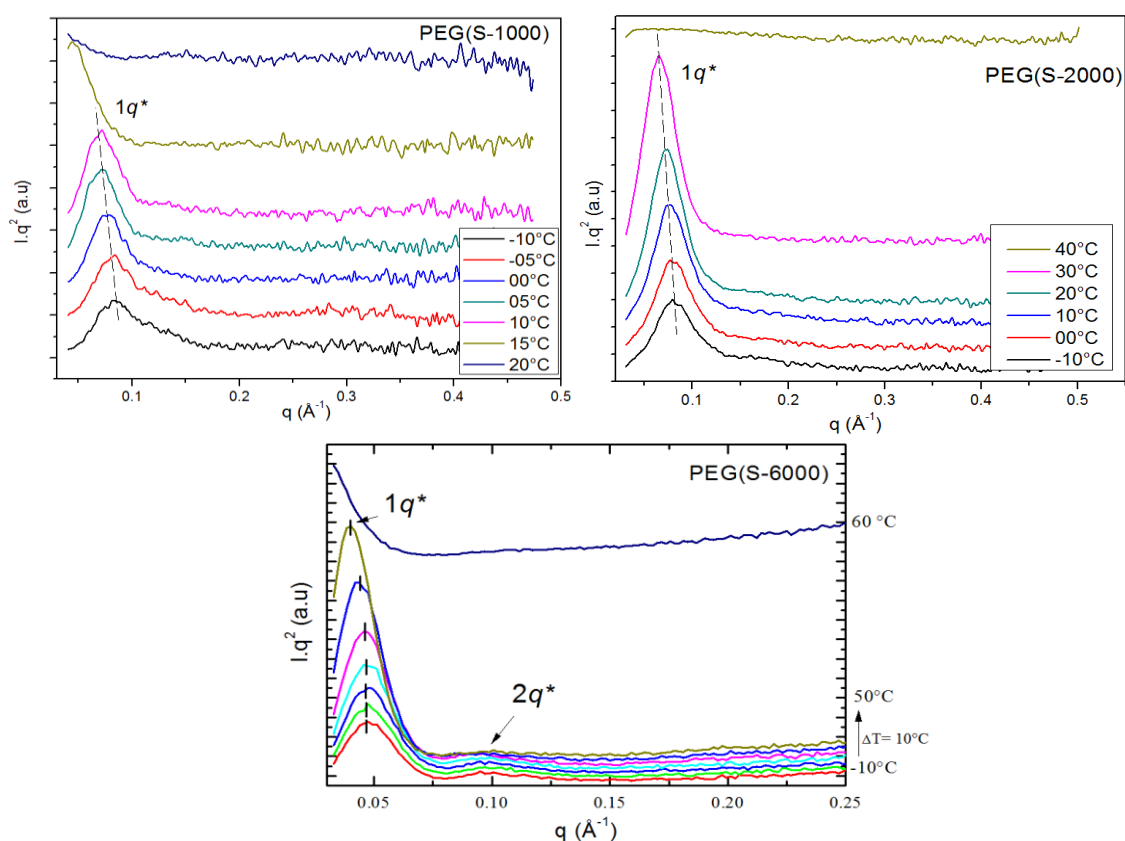 PEG(S-1000)
1q*
I.q² (a.u)
-10°C
-05°C
00°C
05°C
10°C
15°C
20°C
0.1 0.2 0.3 0.4 0.5
q (Å⁻¹)
PEG(S-2000)
1q*
I.q² (a.u)
40°C
30°C
20°C
10°C
00°C
-10°C
0.1 0.2 0.3 0.4 0.5
q (Å⁻¹)
PEG(S-6000)
1q*
2q*
I.q² (a.u)
60 °C
50°C
ΔT= 10°C
-10°C
0.05 0.10 0.15 0.20 0.25
q (Å⁻¹)